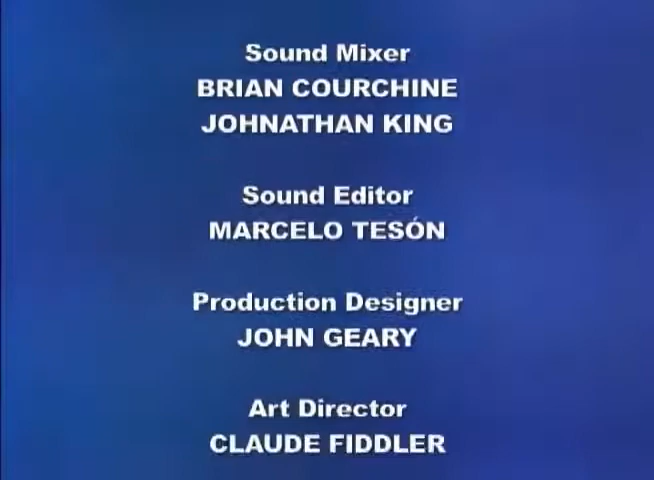 Sound Mixer
BRIAN COURCHINE
JOHNATHAN KING
Sound Editor
MARCELO TESÓN
Production Designer
JOHN GEARY
Art Director
CLAUDE FIDDLER